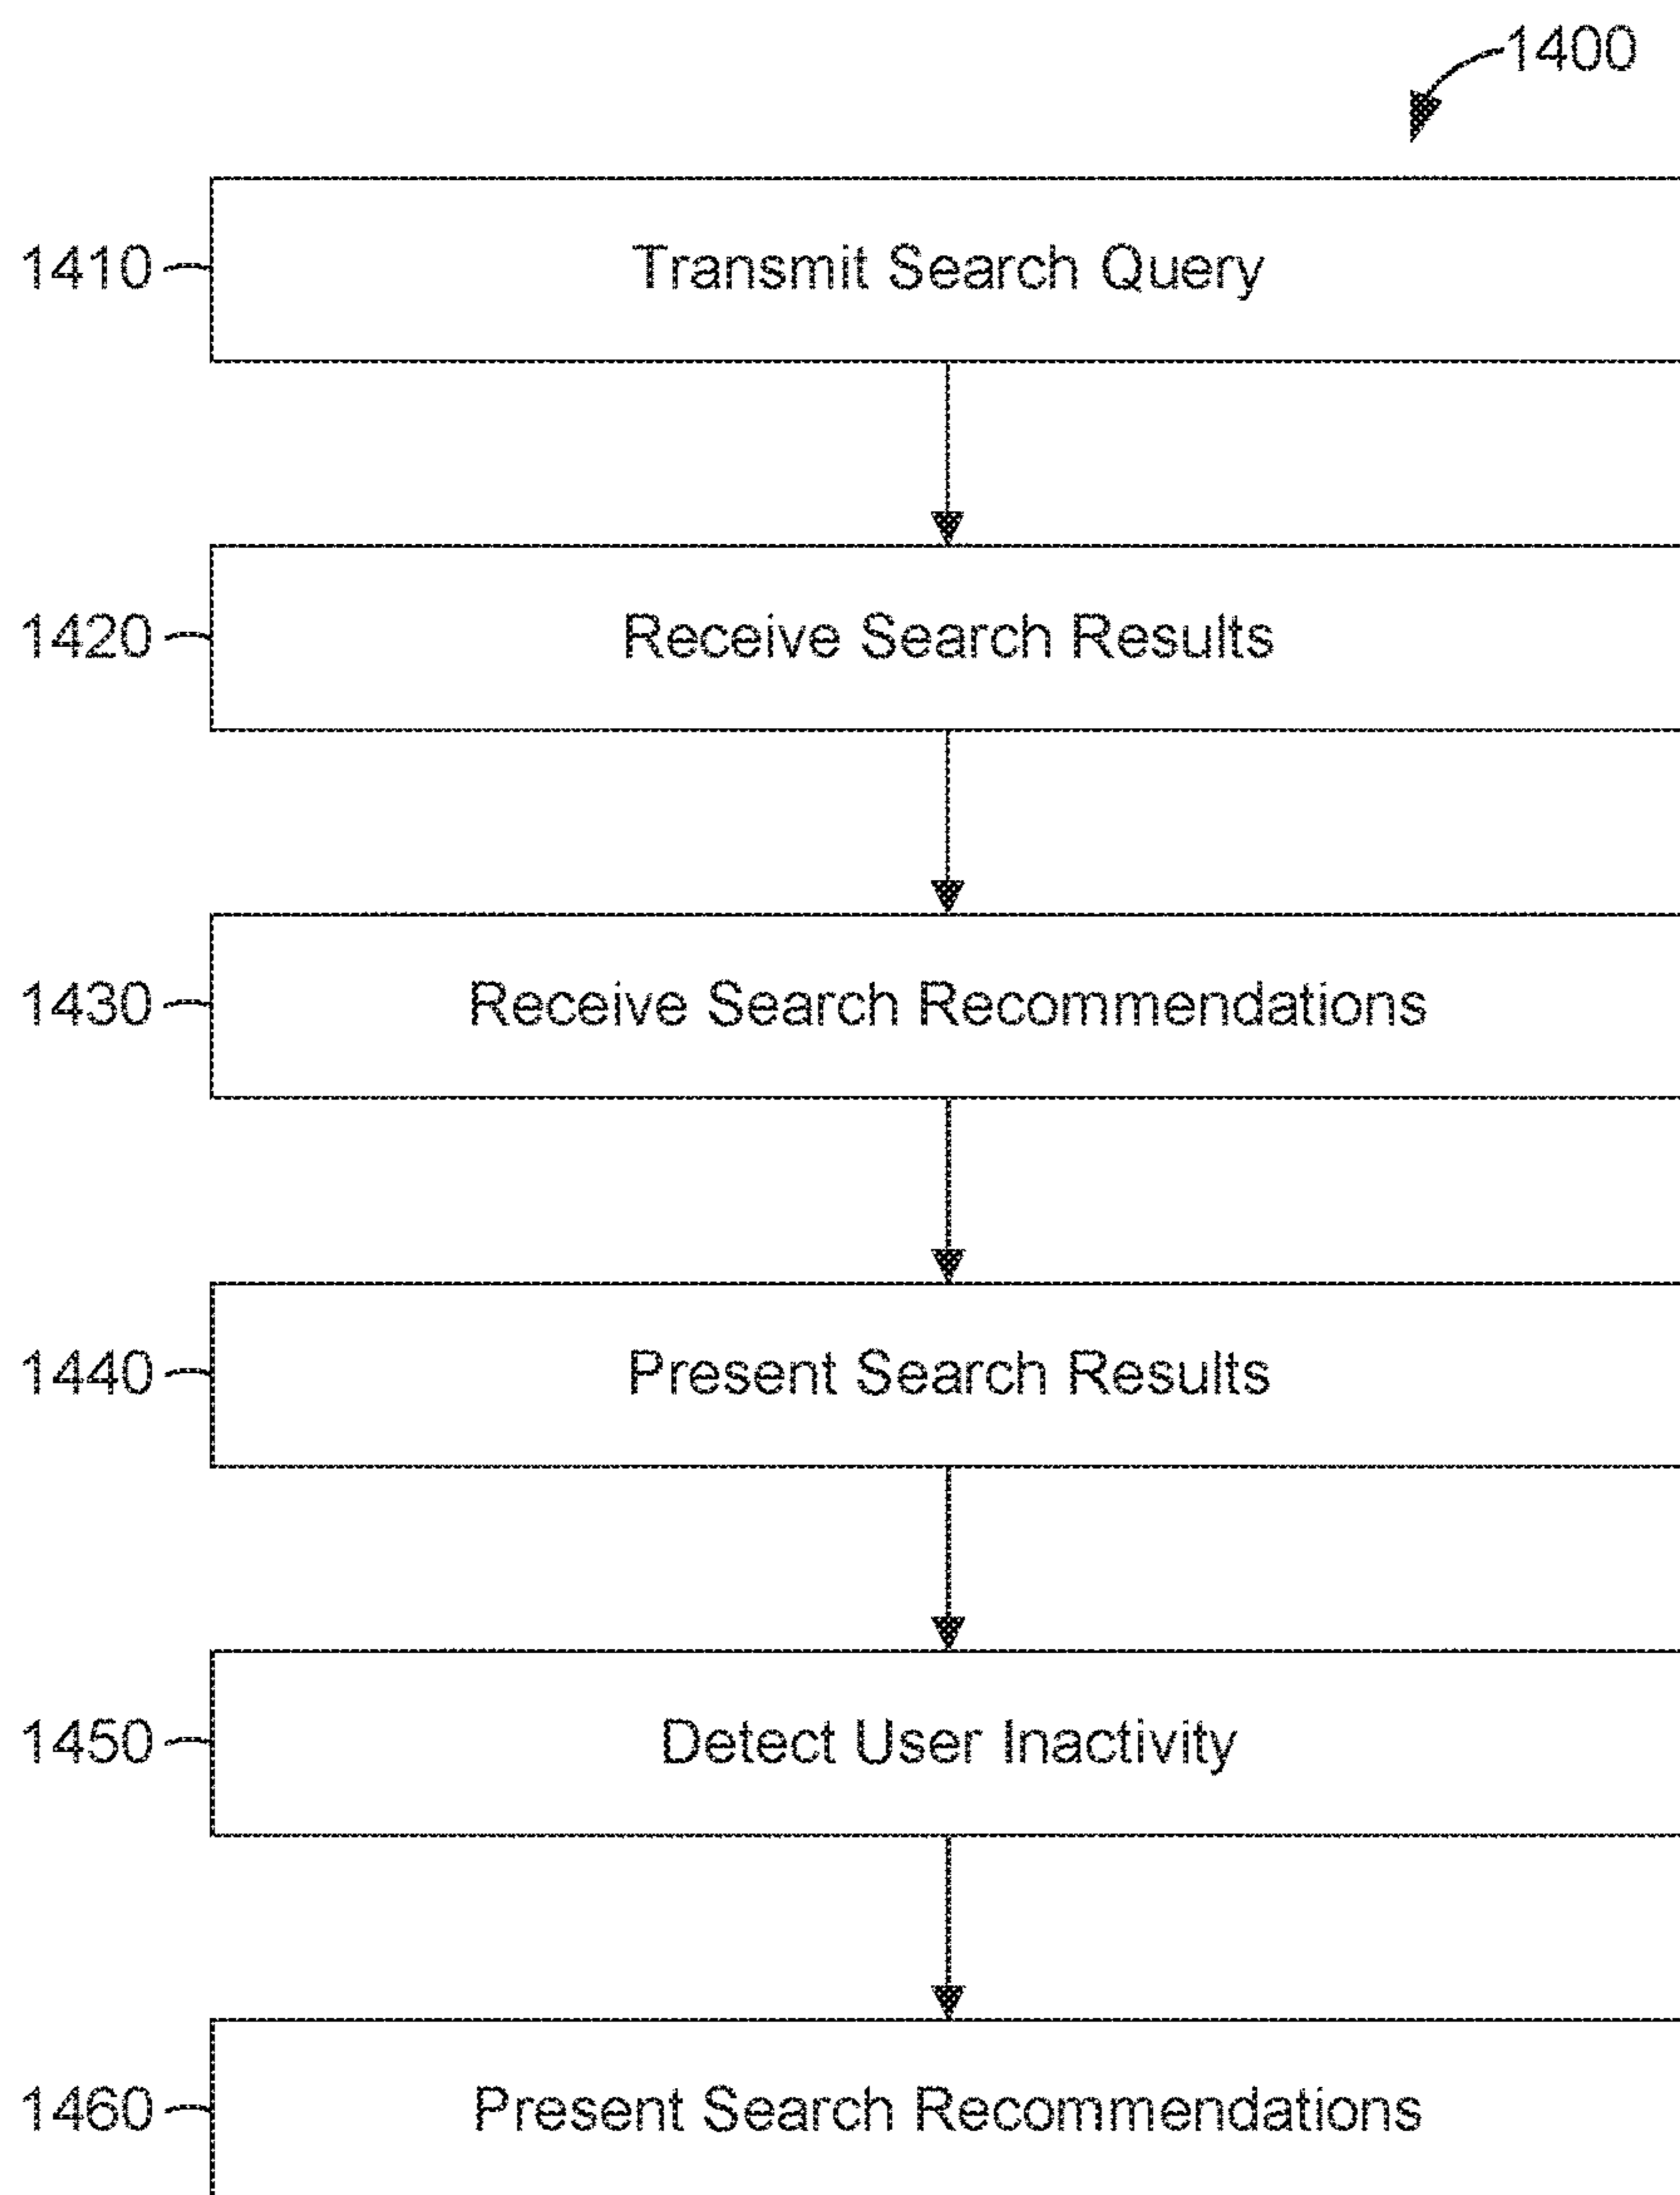 1400
1410 Transmit Search Query
1420 Receive Search Results
1430 Receive Search Recommendations
1440 Present Search Results
1450 Detect User Inactivity
1460 Present Search Recommendations